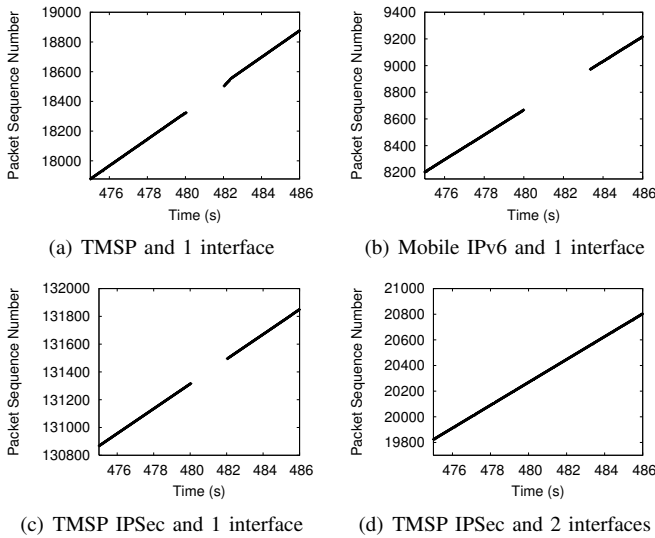 19000
18800
18600
18400
18200
18000
476 478 480 482 484 486
Packet Sequence Number
Time (s)
(a) TMSP and 1 interface
9400
9200
9000
8800
8600
8400
8200
476 478 480 482 484 486
Packet Sequence Number
Time (s)
(b) Mobile IPv6 and 1 interface
132000
131800
131600
131400
131200
131000
130800
476 478 480 482 484 486
Packet Sequence Number
Time (s)
(c) TMSP IPSec and 1 interface
21000
20800
20600
20400
20200
20000
19800
476 478 480 482 484 486
Packet Sequence Number
Time (s)
(d) TMSP IPSec and 2 interfaces